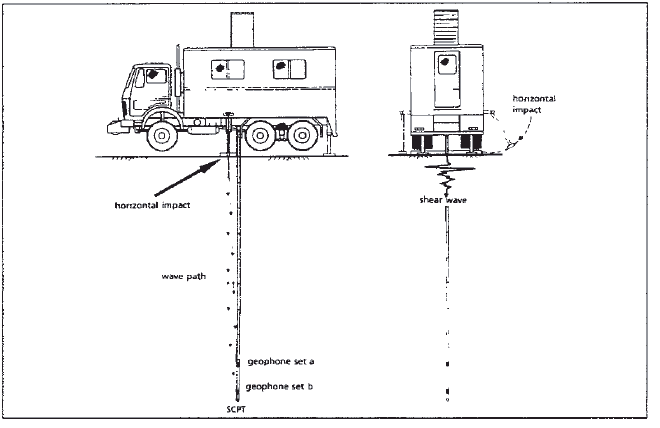 horizontal
impact
shear wave
horizontal impact
wave path
geophone set a
geophone set b
SCPT